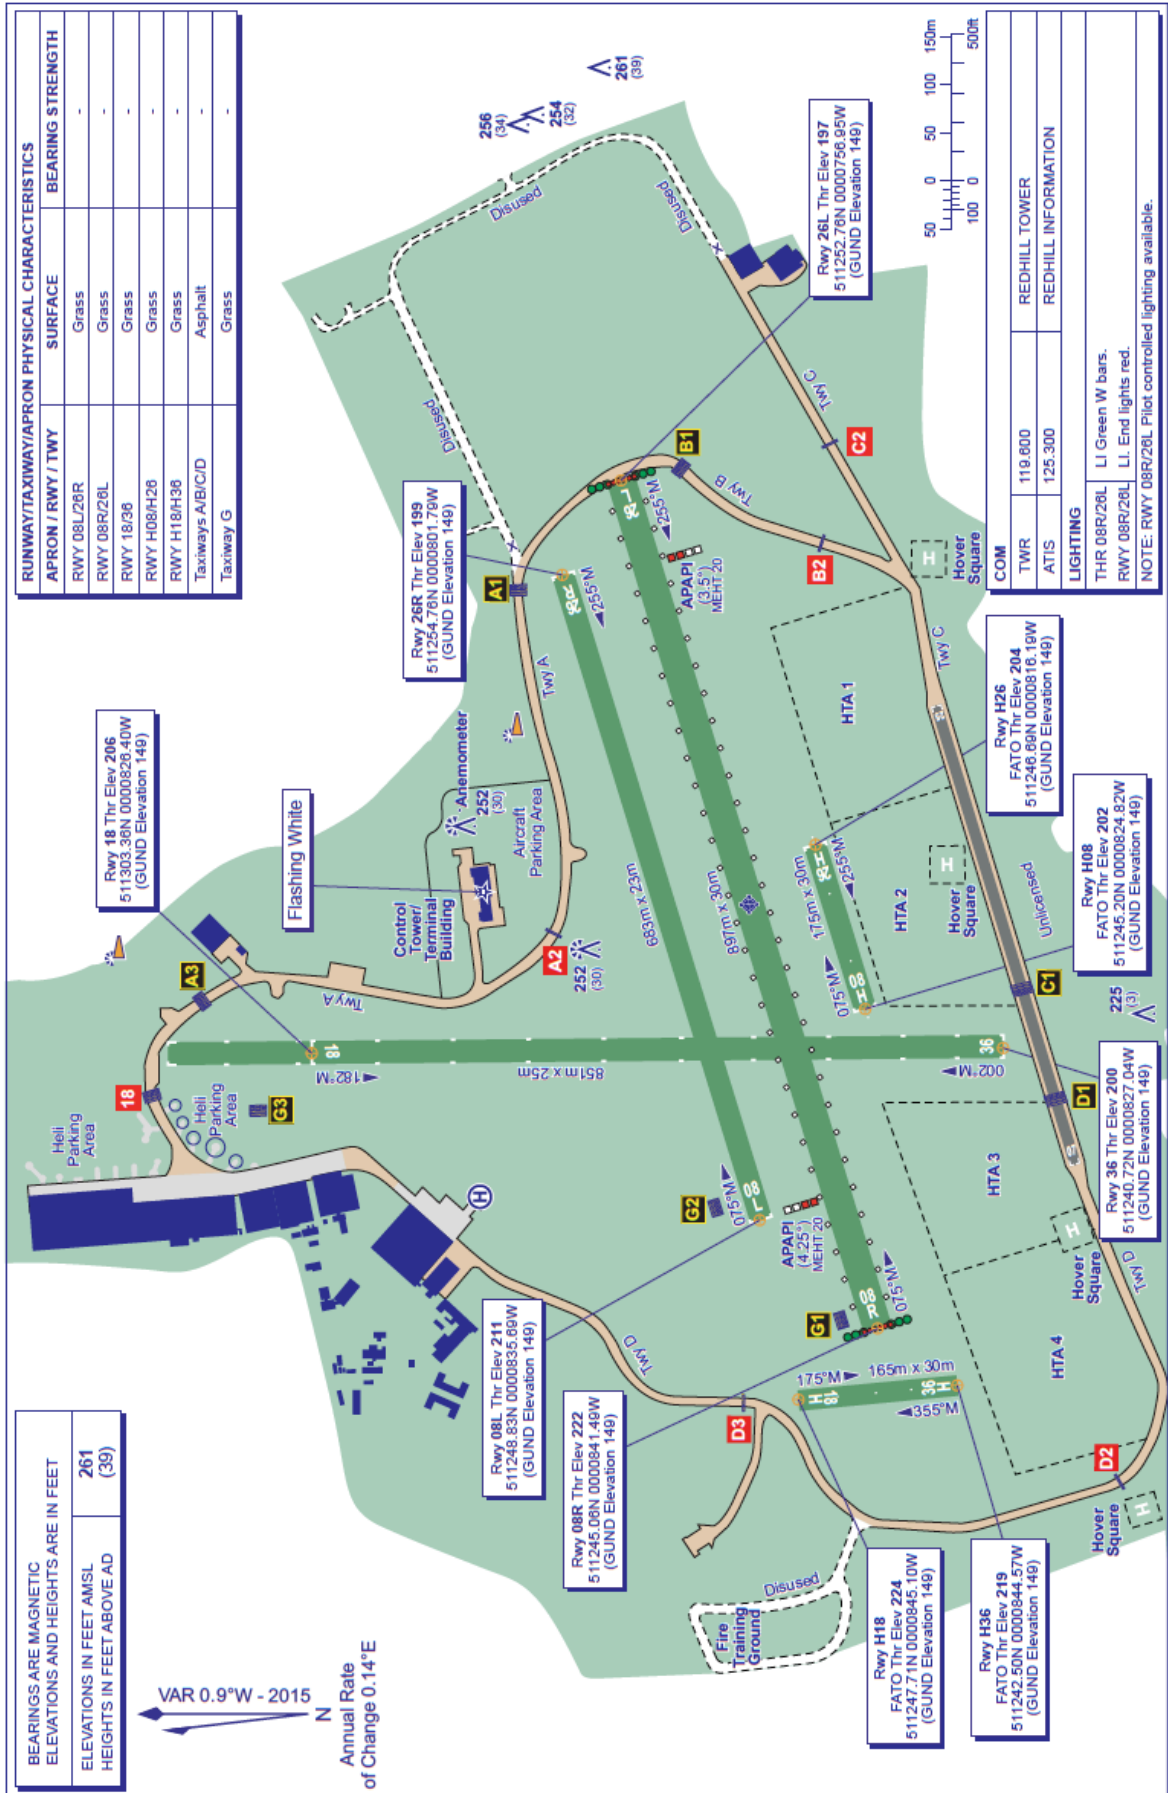 BEARINGS ARE MAGNETIC
ELEVATIONS AND HEIGHTS ARE IN FEET
ELEVATIONS IN FEET AMSL 261
HEIGHTS IN FEET ABOVE AD (39)
VAR 0.9°W - 2015
N
Annual Rate
of Change 0.14°E
RUNWAY/TAXIWAY/APRON PHYSICAL CHARACTERISTICS
APRON / RWY / TWY SURFACE BEARING STRENGTH
RWY 08L/26R Grass -
RWY 08R/26L Grass -
RWY 18/36 Grass -
RWY H08/H26 Grass -
RWY H18/H36 Grass -
Taxiways A/B/C/D Asphalt -
Taxiway G Grass -
Rwy 18 Thr Elev 206
511303.36N 0000826.40W
(GUND Elevation 149)
Flashing White
Rwy 26R Thr Elev 199
511254.76N 0000801.79W
(GUND Elevation 149)
Rwy 26L Thr Elev 197
511252.76N 0000756.95W
(GUND Elevation 149)
Rwy 08L Thr Elev 211
511248.83N 0000835.69W
(GUND Elevation 149)
Rwy 08R Thr Elev 222
511245.06N 0000841.49W
(GUND Elevation 149)
Rwy H18
FATO Thr Elev 224
511247.71N 0000845.10W
(GUND Elevation 149)
Rwy H36
FATO Thr Elev 219
511242.50N 0000844.57W
(GUND Elevation 149)
Rwy 36 Thr Elev 200
511240.72N 0000827.04W
(GUND Elevation 149)
Rwy H08
FATO Thr Elev 202
511245.20N 0000824.82W
(GUND Elevation 149)
Rwy H26
FATO Thr Elev 204
511246.69N 0000816.19W
(GUND Elevation 149)
Heli
Parking
Area
Heli
Parking
Area
18
A3
G3
Twy A
Control
Tower/
Terminal
Building
Anemometer
252
(30)
Aircraft
Parking Area
A2
252
(30)
Twy A
A1
Disused
Disused
Disused
256
(34)
254
(32)
261
(39)
18
182°M
851m x 25m
002°M
36
683m x 23m
08
L
075°M
26
R
255°M
897m x 30m
08
R
075°M
26
L
255°M
APAPI
(3.5°)
MEHT 20
APAPI
(4.25°)
MEHT 20
B1
Twy B
B2
Twy C
C2
Hover
Square
H
Twy C
HTA 1
HTA 2
Hover
Square
H
175m x 30m
075°M
H
08
26
H
255°M
Unlicensed
C1
225
(3)
D1
HTA 3
HTA 4
Hover
Square
H
Twy D
G2
G1
H
Twy D
D3
175°M
165m x 30m
355°M
H
18
36
H
D2
Hover
Square
H
Disused
Fire
Training
Ground
50 0 50 100 150m
100 0 500ft
COM
TWR 119.600 REDHILL TOWER
ATIS 125.300 REDHILL INFORMATION
LIGHTING
THR 08R/26L LI Green W bars.
RWY 08R/26L LI. End lights red.
NOTE: RWY 08R/26L Pilot controlled lighting available.